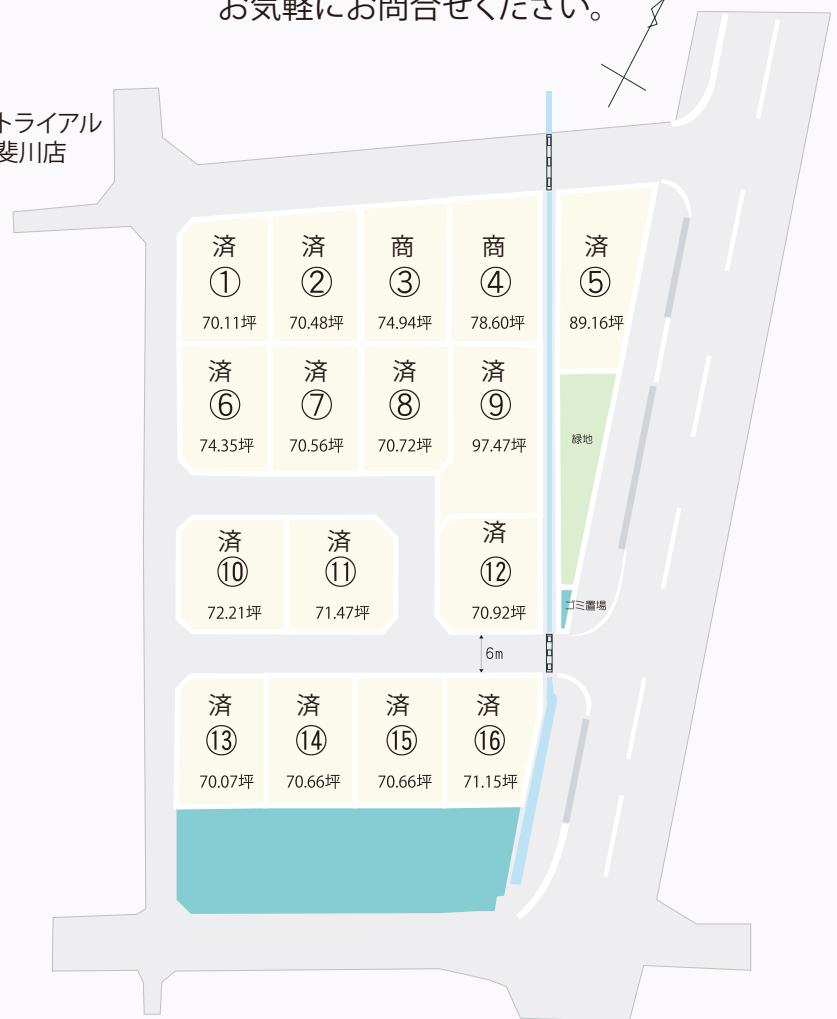 お気軽にお問合せください。
トライアル
斐川店
済
①
70.11坪
済
②
70.48坪
商
③
74.94坪
商
④
78.60坪
済
⑤
89.16坪
済
⑥
74.35坪
済
⑦
70.56坪
済
⑧
70.72坪
済
⑨
97.47坪
緑地
済
⑩
72.21坪
済
⑪
71.47坪
済
⑫
70.92坪
ゴミ置場
6m
済
⑬
70.07坪
済
⑭
70.66坪
済
⑮
70.66坪
済
⑯
71.15坪